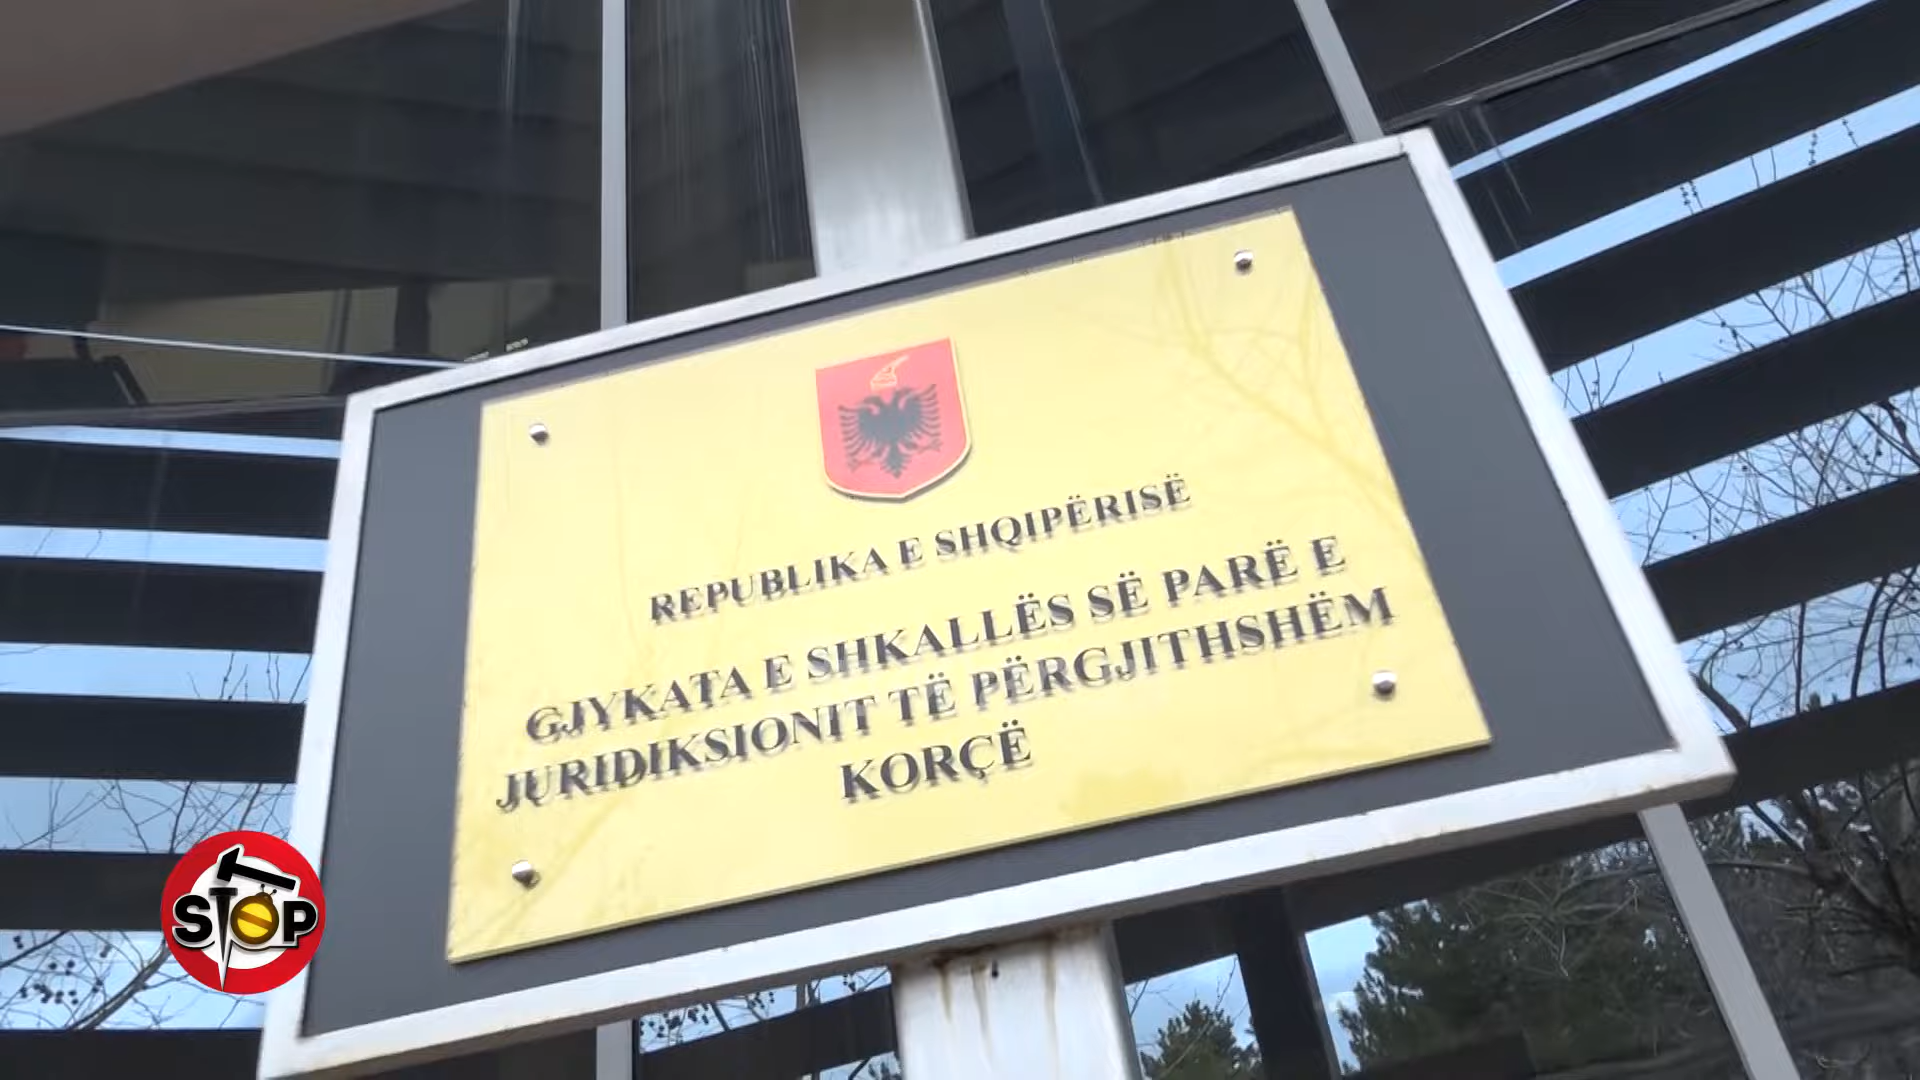 REPUBLIKA E SHQIPËRISË
GJYKATA E SHKALLËS SË PARË E
JURIDIKSIONIT TË PËRGJITHSHËM
KORÇË
STOP